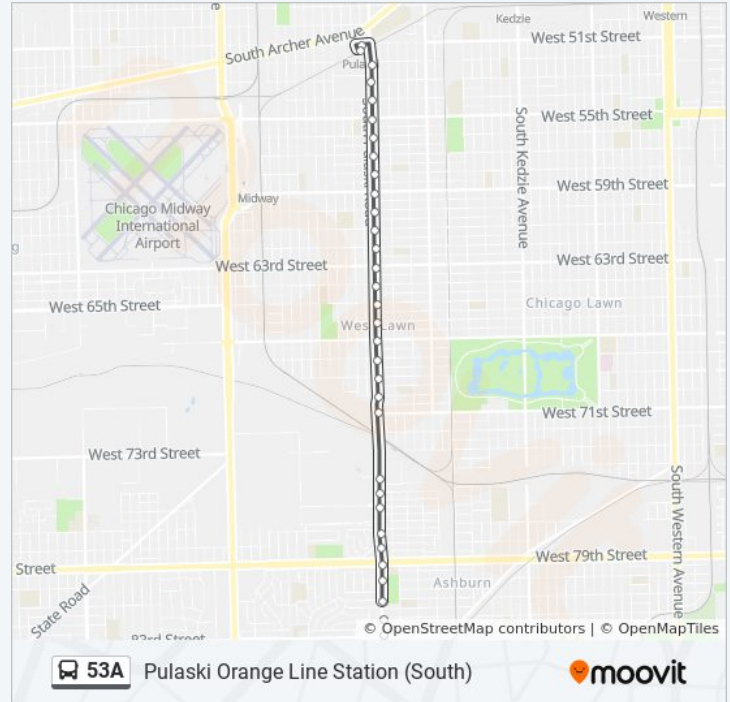 Kedzie
Western
South Archer Avenue
West 51st Street
Pula
West 55th Street
South Kedzie Avenue
West 59th Street
Midway
Chicago Midway
International
Airport
West 63rd Street
West 63rd Street
West 65th Street
Chicago Lawn
West Lawn
West 71st Street
West 73rd Street
South Western Avenue
West 79th Street
Street
Ashburn
State Road
83rd Street
© OpenStreetMap contributors | © OpenMapTiles
53A Pulaski Orange Line Station (South) moovit